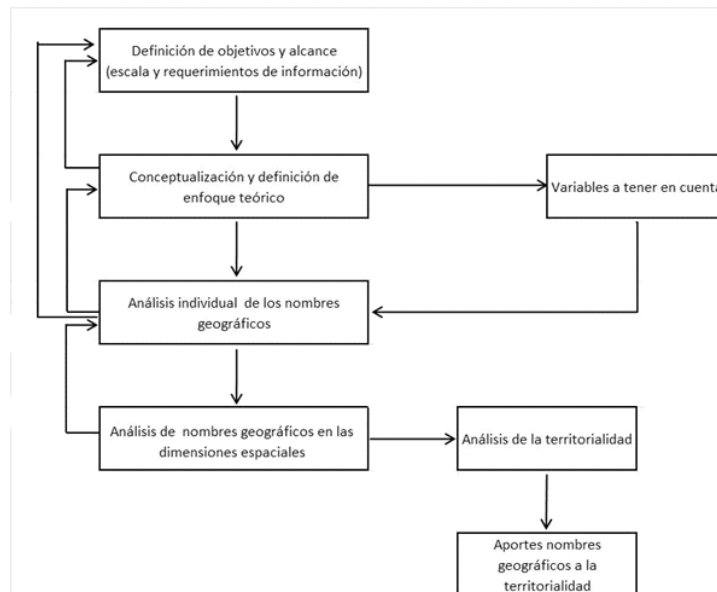 Definición de objetivos y alcance
(escala y requerimientos de información)
Conceptualización y definición de
enfoque teórico
Variables a tener en cuenta
Análisis individual de los nombres
geográficos
Análisis de nombres geográficos en las
dimensiones espaciales
Análisis de la territorialidad
Aportes nombres
geográficos a la
territorialidad